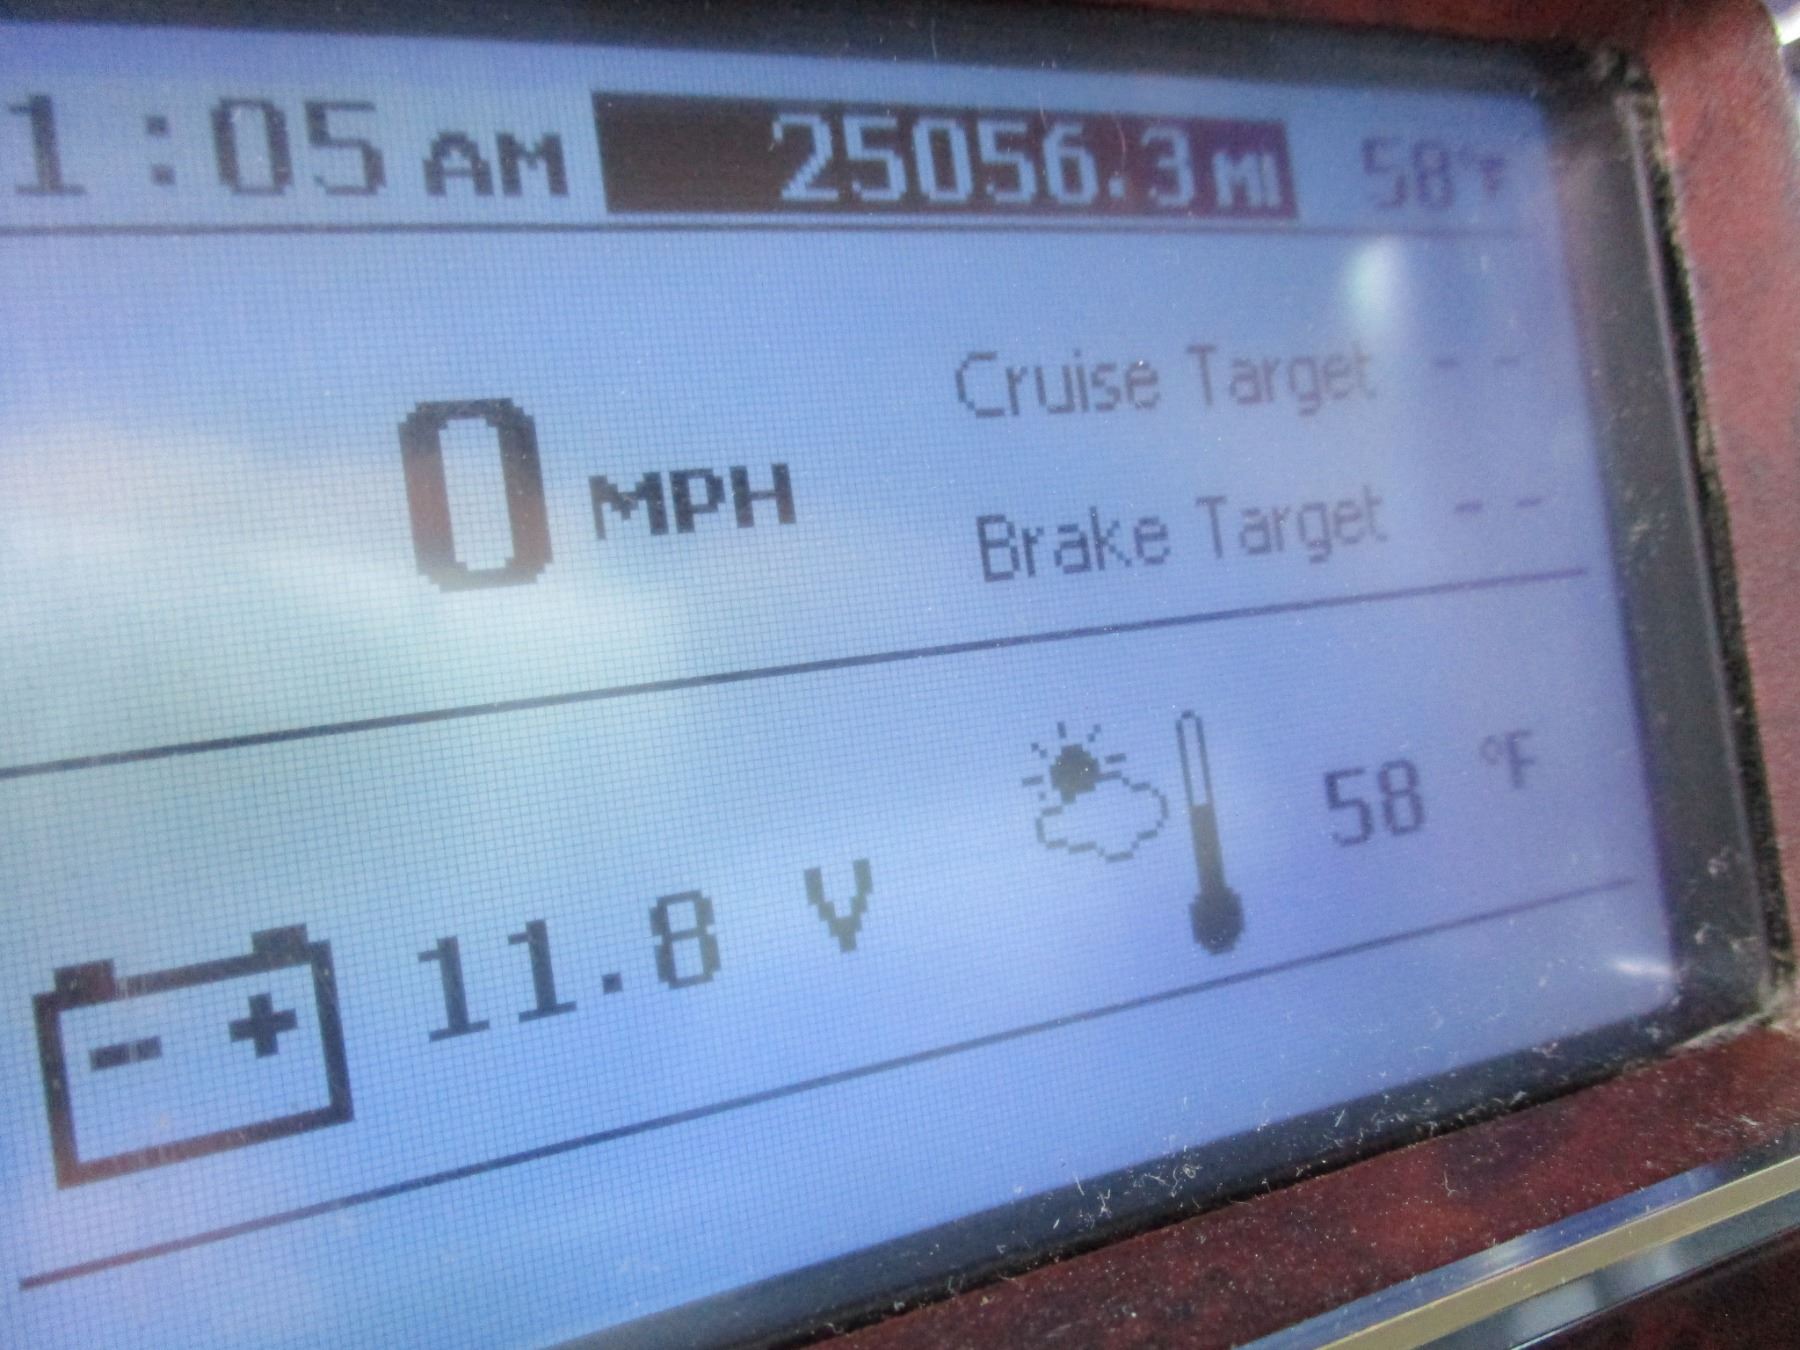 1:05 AM 25056.3 MI 58°F
Cruise Target --
0 MPH
Brake Target --
58 °F
- + 11.8 V